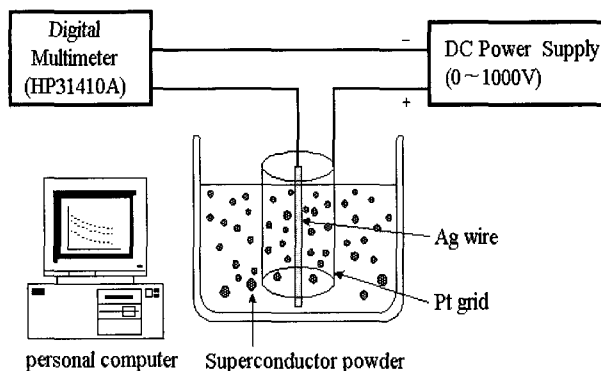 Digital
Multimeter
(HP31410A)
−
DC Power Supply
(0~1000V)
+
Ag wire
Pt grid
personal computer
Superconductor powder